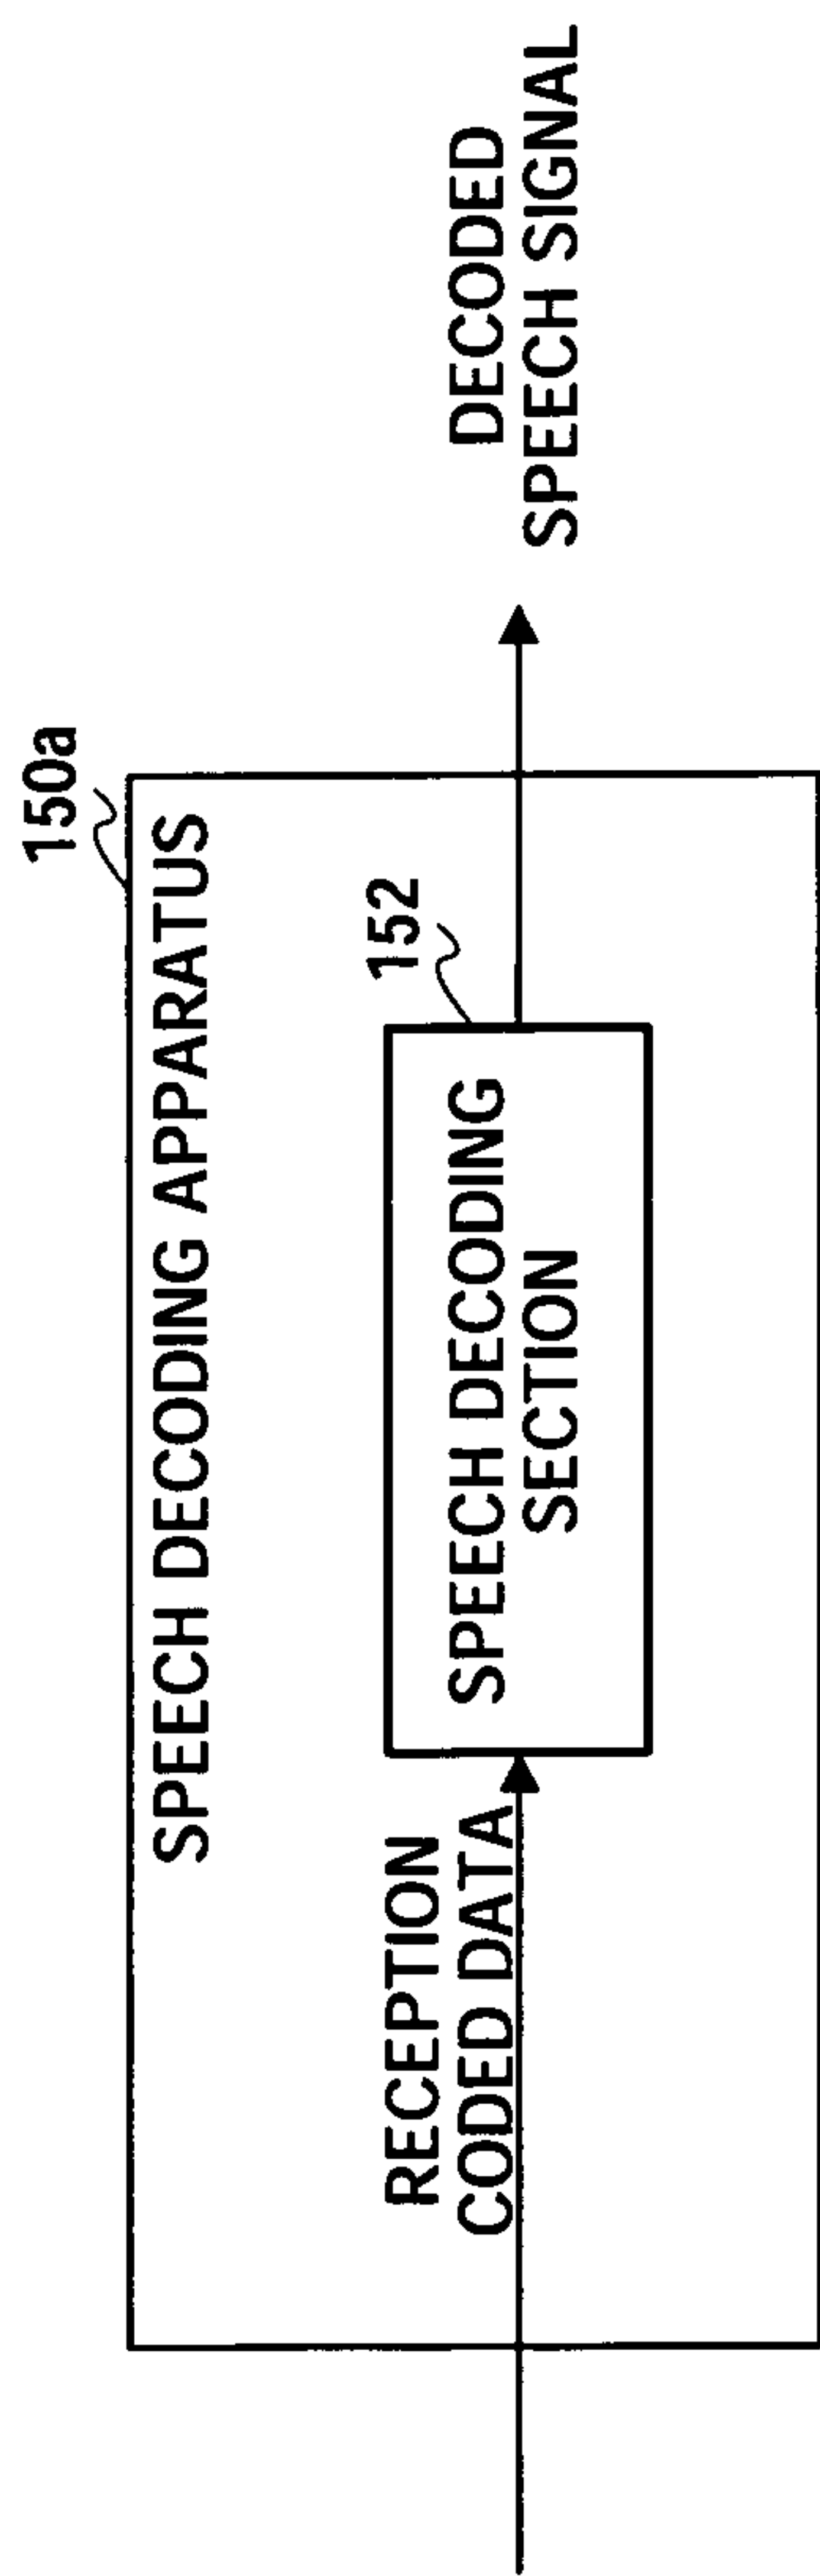 150a
SPEECH DECODING APPARATUS
152
RECEPTION
CODED DATA
SPEECH DECODING
SECTION
DECODED
SPEECH SIGNAL